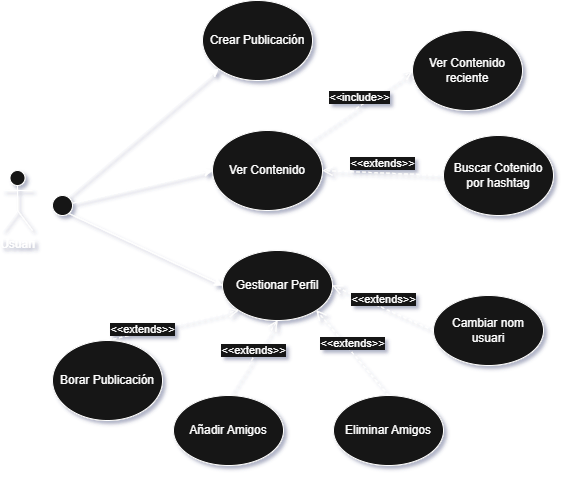 Crear Publicación
Ver Contenido
reciente
<<include>>
Ver Contenido
<<extends>>
Buscar Cotenido
por hashtag
Usuari
Gestionar Perfil
<<extends>>
Cambiar nom
usuari
<<extends>>
<<extends>>
<<extends>>
Borar Publicación
Añadir Amigos
Eliminar Amigos